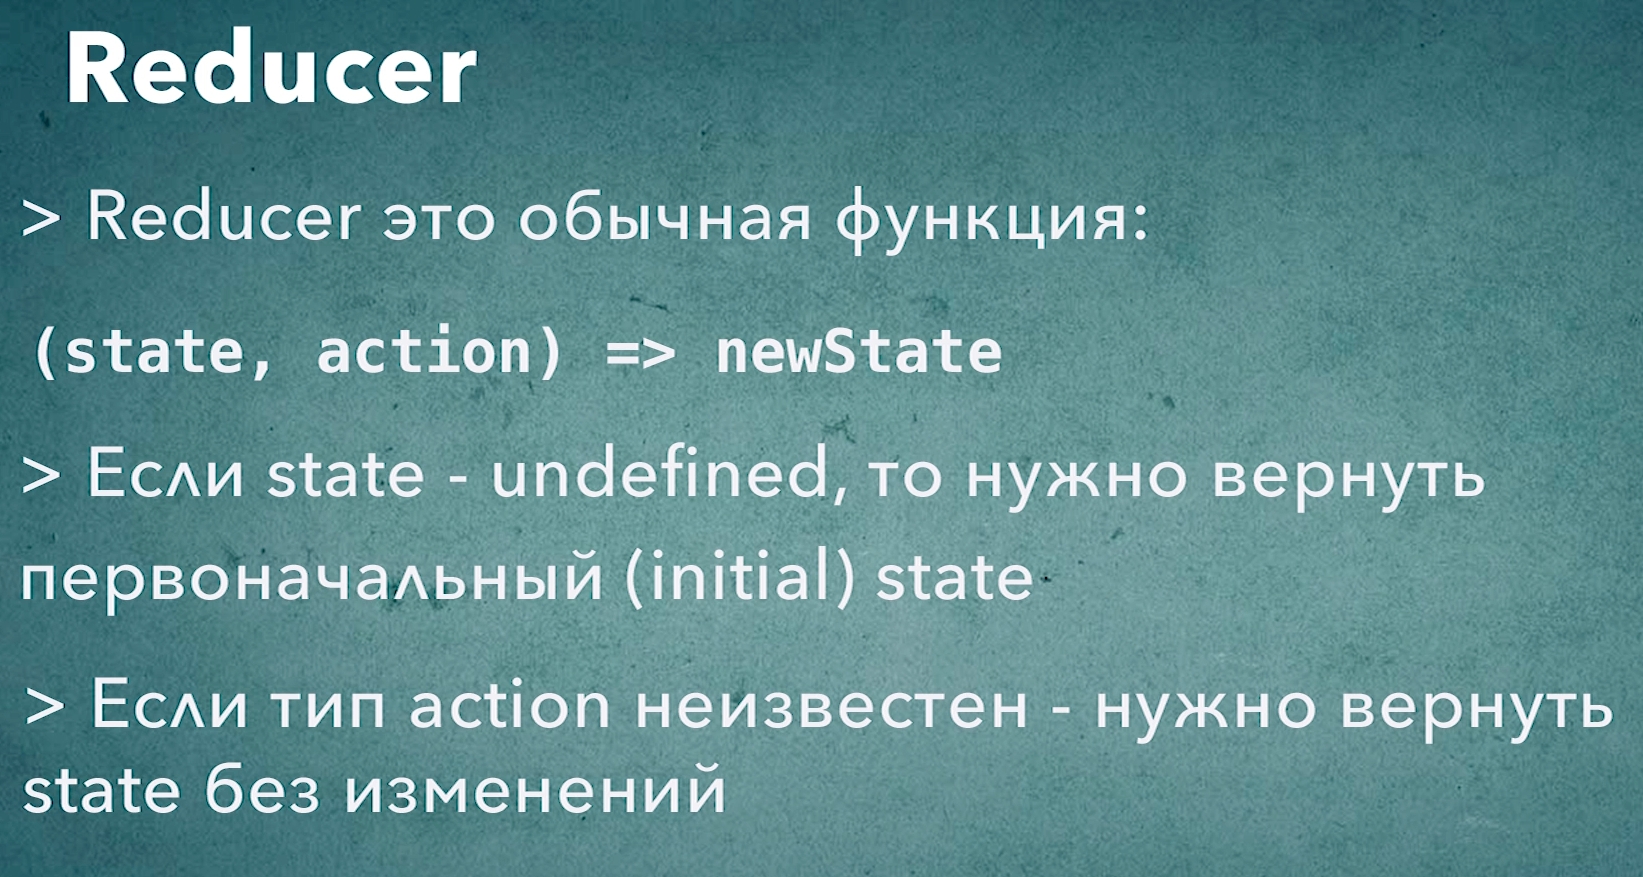 Reducer
> Reducer это обычная функция:
(state, action) => newState
> Если state - undefined, то нужно вернуть
первоначальный (initial) state
> Если тип action неизвестен - нужно вернуть
state без изменений